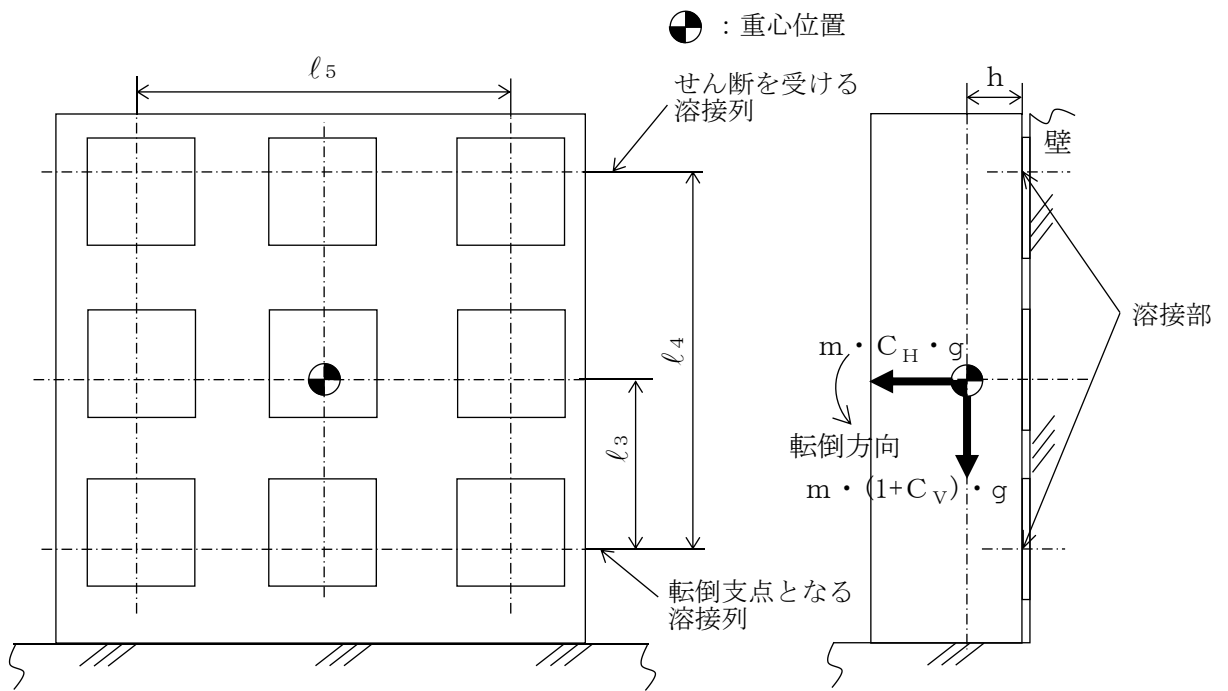 ：重心位置
ℓ5
せん断を受ける
溶接列
h
壁
ℓ4
ℓ3
溶接部
m・CH・g
転倒方向
m・(1+CV)・g
転倒支点となる
溶接列